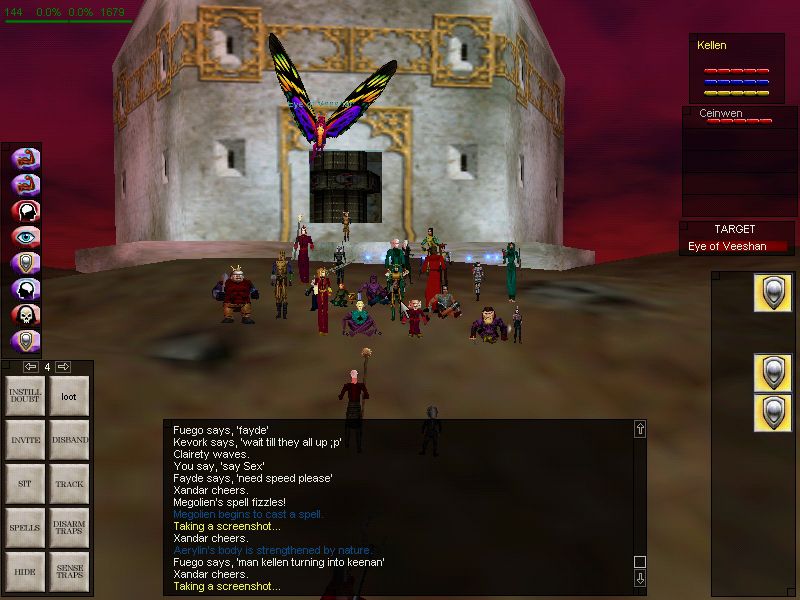 144 0.0% 0.0% 1679
Kellen
Ceinwen
TARGET
Eye of Veeshan
4
INSTILL DOUBT
loot
INVITE
DISBAND
SIT
TRACK
SPELLS
DISARM TRAPS
HIDE
SENSE TRAPS
Fuego says, 'fayde'
Kevork says, 'wait till they all up ;p'
Clairety waves.
You say, 'say Sex'
Fayde says, 'need speed please'
Xandar cheers.
Megolien's spell fizzles!
Megolien begins to cast a spell.
Taking a screenshot...
Xandar cheers.
Aerylin's body is strengthened by nature.
Fuego says, 'man kellen turning into keenan'
Xandar cheers.
Taking a screenshot...